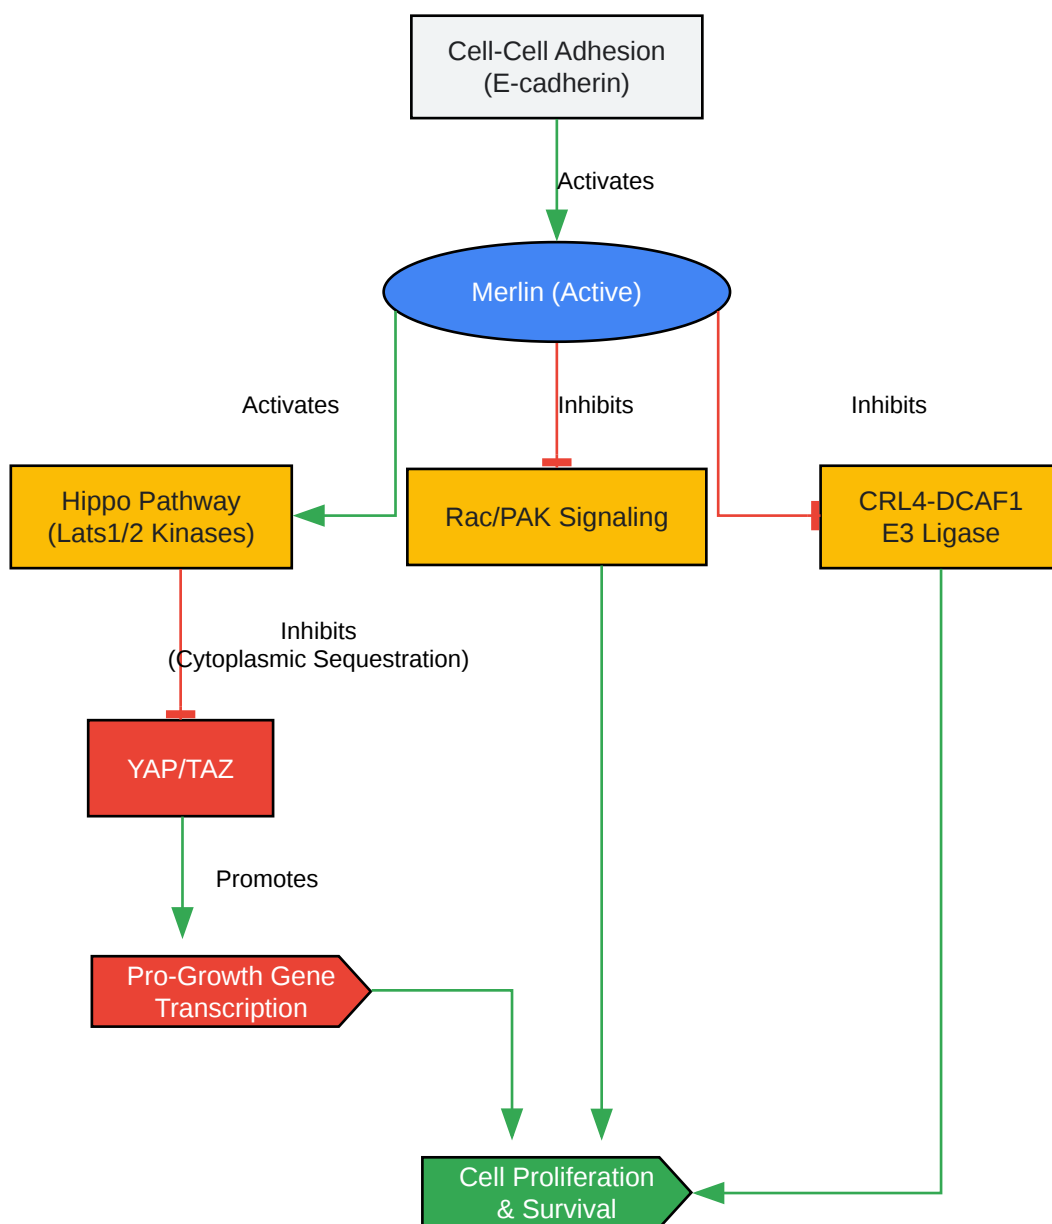 Cell-Cell Adhesion
(E-cadherin)
Activates
Merlin (Active)
Activates
Inhibits
Inhibits
Hippo Pathway
(Lats1/2 Kinases)
Rac/PAK Signaling
CRL4-DCAF1
E3 Ligase
Inhibits
(Cytoplasmic Sequestration)
YAP/TAZ
Promotes
Pro-Growth Gene
Transcription
Cell Proliferation
& Survival